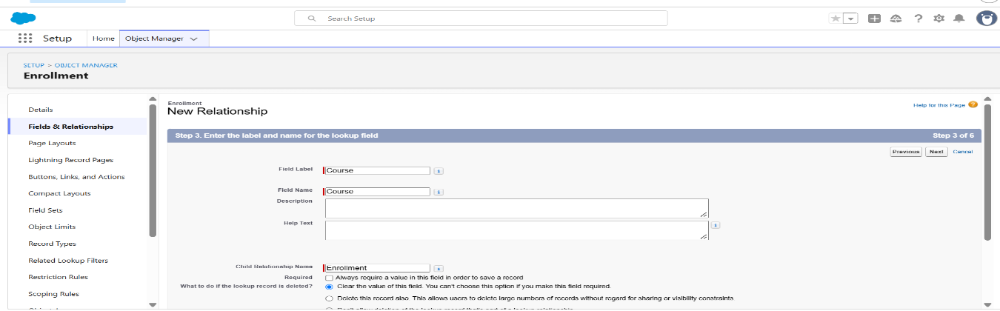 Search Setup
Setup
Home
Object Manager
SETUP > OBJECT MANAGER
Enrollment
Details
Fields & Relationships
Page Layouts
Lightning Record Pages
Buttons, Links, and Actions
Compact Layouts
Field Sets
Object Limits
Record Types
Related Lookup Filters
Restriction Rules
Scoping Rules
Enrollment
New Relationship
Help for this Page
Step 3. Enter the label and name for the lookup field
Step 3 of 6
Previous
Next
Cancel
Field Label
Course
Field Name
Course
Description
Help Text
Child Relationship Name
Enrollment
Required
Always require a value in this field in order to save a record
What to do if the lookup record is deleted?
Clear the value of this field. You can't choose this option if you make this field required.
Delete this record also. This allows users to delete large numbers of records without regard for sharing or visibility constraints